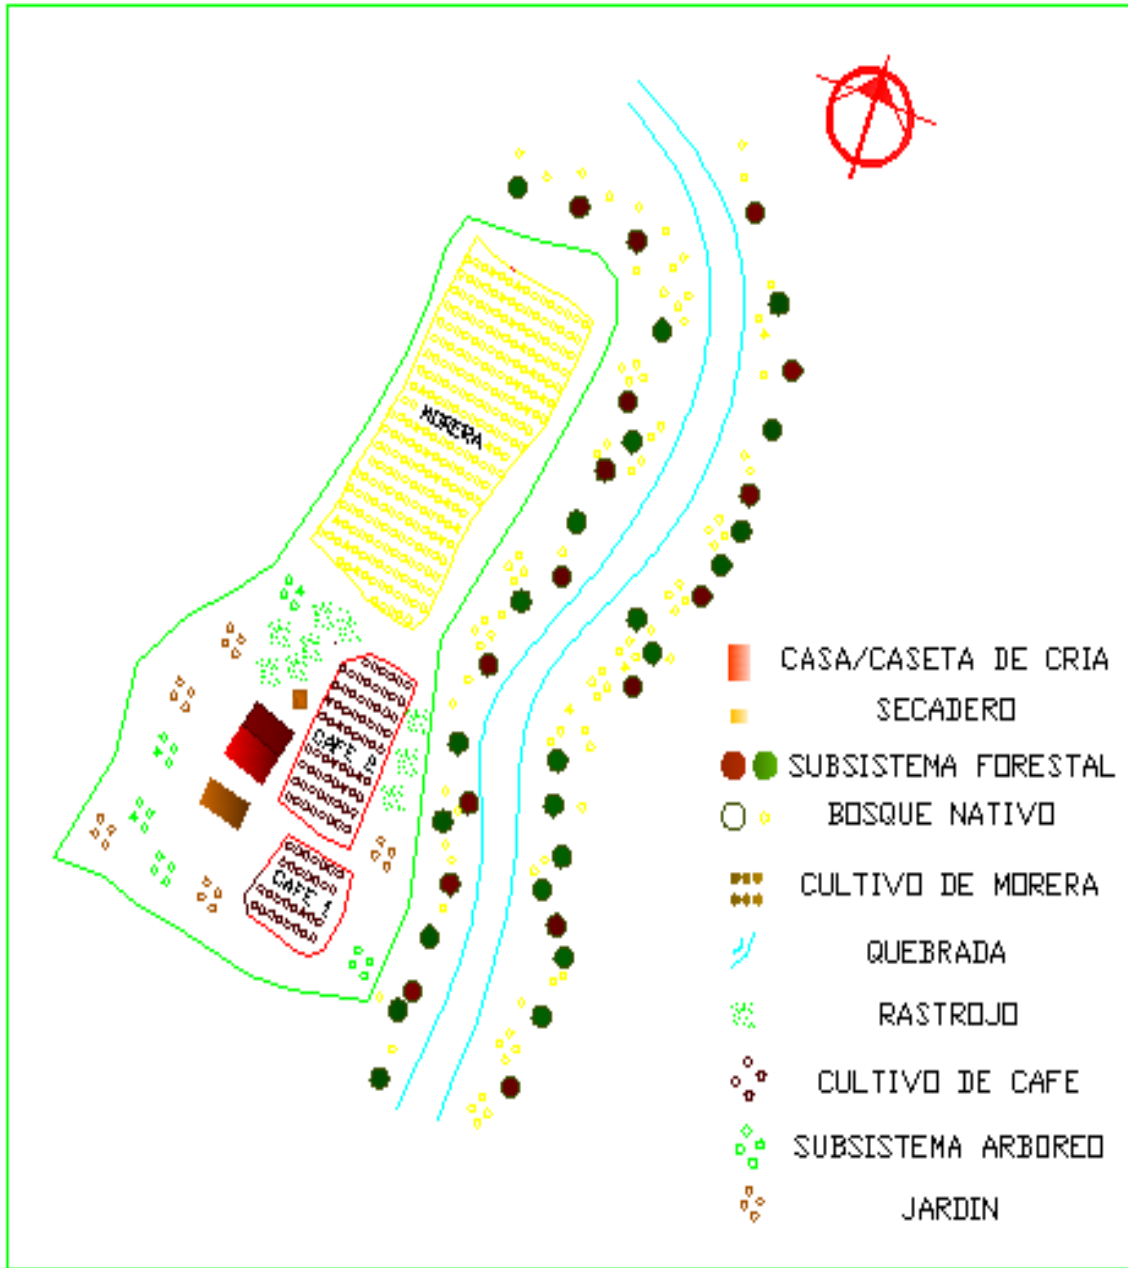 MORERA
CAFE 2
CAFE 1
CASA/CASETA DE CRIA
SECADERO
SUBSISTEMA FORESTAL
BOSQUE NATIVO
CULTIVO DE MORERA
QUEBRADA
RASTROJO
CULTIVO DE CAFE
SUBSISTEMA ARBOREO
JARDIN